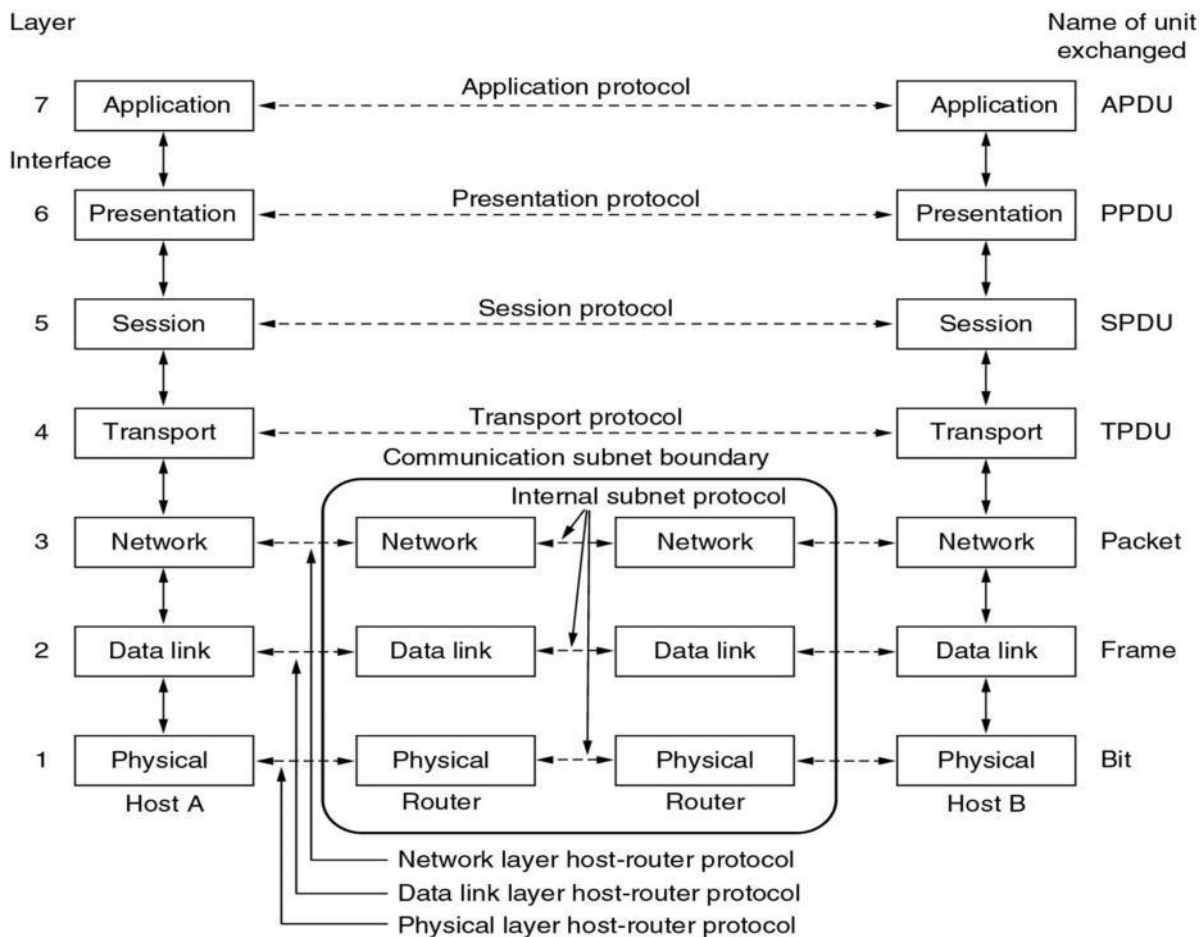 Layer
Name of unit
exchanged
7 Application Application protocol Application APDU
Interface
6 Presentation Presentation protocol Presentation PPDU
5 Session Session protocol Session SPDU
4 Transport Transport protocol Transport TPDU
Communication subnet boundary
Internal subnet protocol
3 Network Network Network Network Packet
2 Data link Data link Data link Data link Frame
1 Physical Physical Physical Physical Bit
Host A Router Router Host B
Network layer host-router protocol
Data link layer host-router protocol
Physical layer host-router protocol